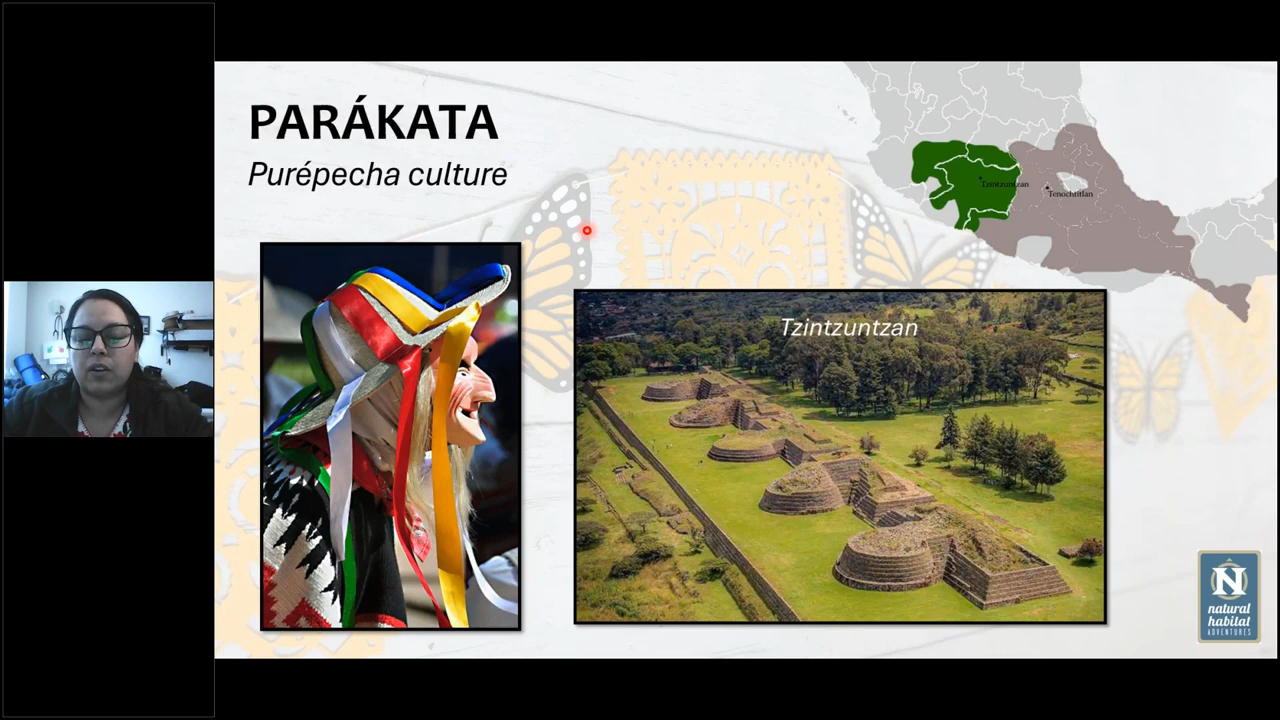 PARÁKATA
Purépecha culture
Tzintzuntzan
Tenochtitlan
Tzintzuntzan
N
natural
habitat
ADVENTURES